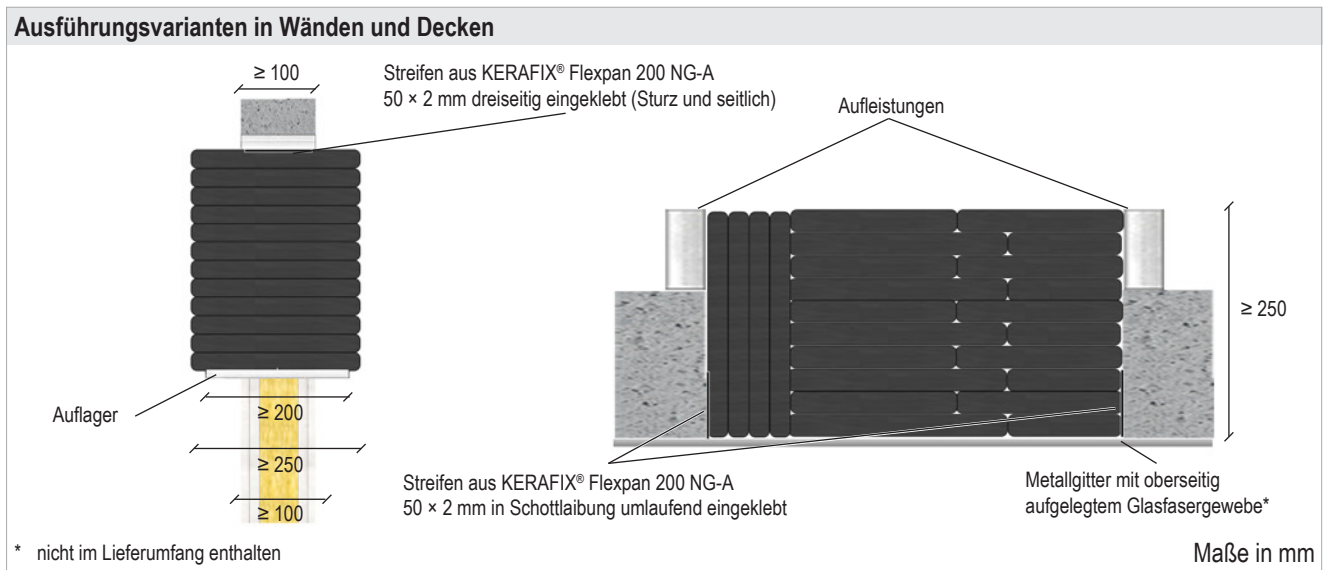 Ausführungsvarianten in Wänden und Decken
≥ 100
Streifen aus KERAFIX® Flexpan 200 NG-A
50 × 2 mm dreiseitig eingeklebt (Sturz und seitlich)
Aufleistungen
≥ 250
Auflager
≥ 200
≥ 250
≥ 100
Streifen aus KERAFIX® Flexpan 200 NG-A
50 × 2 mm in Schottlaibung umlaufend eingeklebt
Metallgitter mit oberseitig
aufgelegtem Glasfasergewebe*
* nicht im Lieferumfang enthalten
Maße in mm